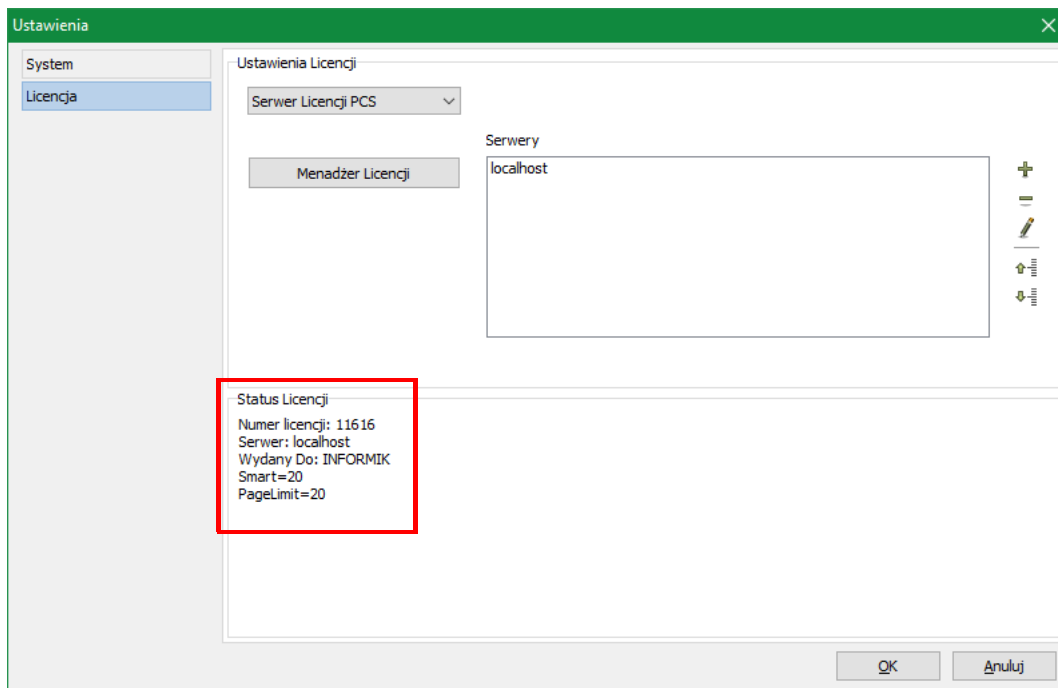 Ustawienia
System
Licencja
Ustawienia Licencji
Serwer Licencji PCS
Menadżer Licencji
Serwery
localhost
Status Licencji
Numer licencji: 11616
Serwer: localhost
Wydany Do: INFORMIK
Smart=20
PageLimit=20
OK
Anuluj